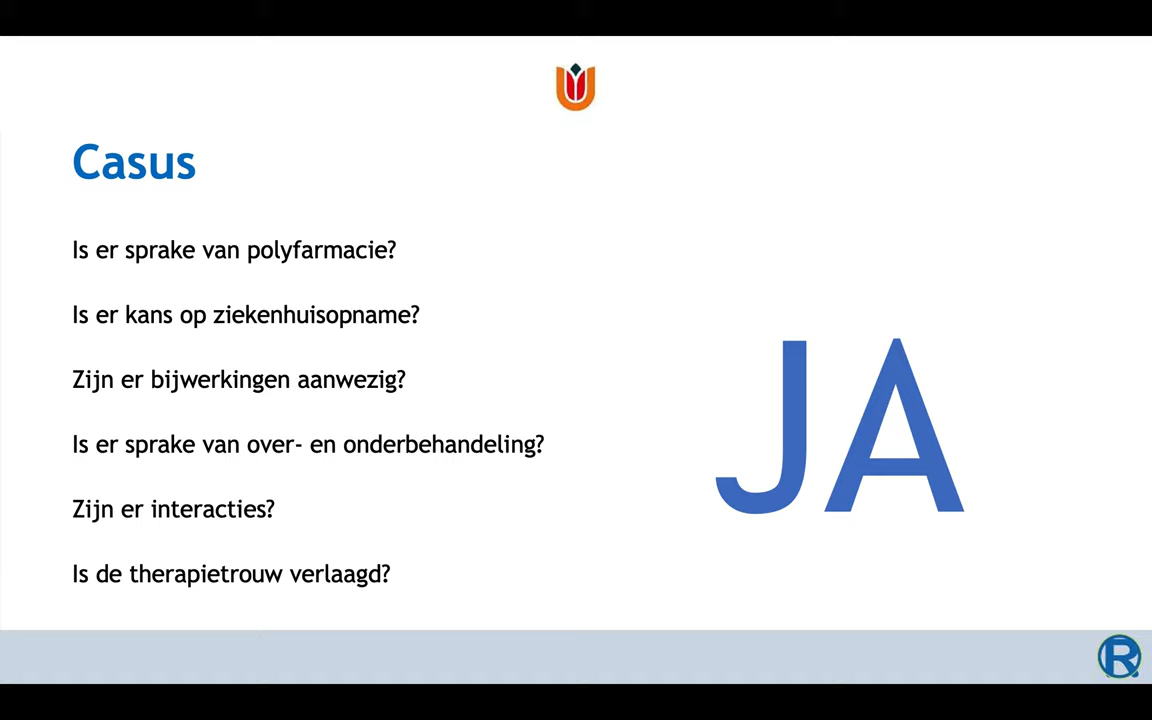 Casus
Is er sprake van polyfarmacie?
Is er kans op ziekenhuisopname?
Zijn er bijwerkingen aanwezig?
Is er sprake van over- en onderbehandeling?
Zijn er interacties?
Is de therapietrouw verlaagd?
JA
R